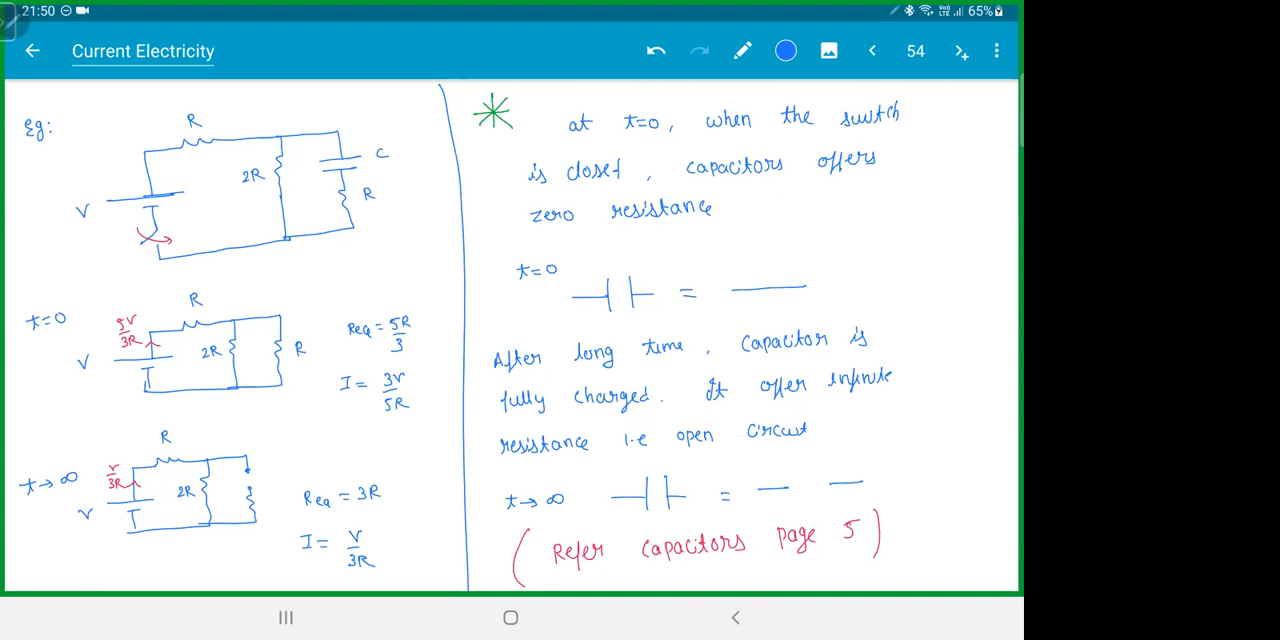 21:50
65%
Current Electricity
54
Eg:
R
2R
C
R
V
t=0
5V/3R
R
V
2R
R
Req = 5R/3
I = 3V/5R
t→∞
V/3R
R
V
2R
Req = 3R
I = V/3R
at t=0, when the switch
is closed, capacitors offers
zero resistance
t=0
=
After long time, Capacitor is
fully charged. It offer infinite
resistance i.e open circuit
t→∞
=
(Refer Capacitors page 5)